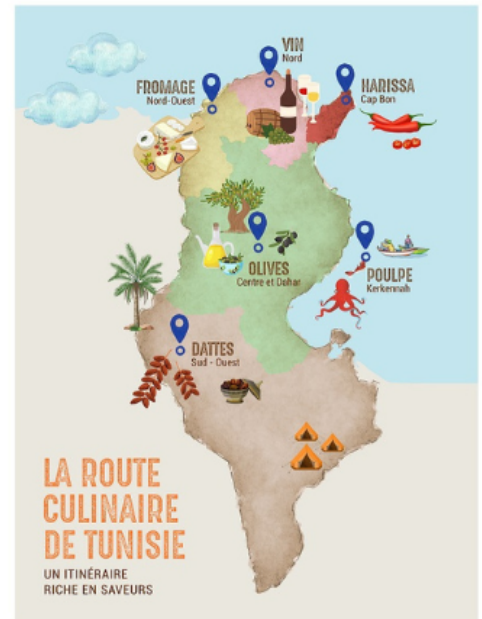 VIN
Nord
FROMAGE
Nord-Ouest
HARISSA
Cap Bon
OLIVES
Centre et Dahar
POULPE
Kerkennah
DATTES
Sud - Ouest
LA ROUTE
CULINAIRE
DE TUNISIE
UN ITINÉRAIRE
RICHE EN SAVEURS